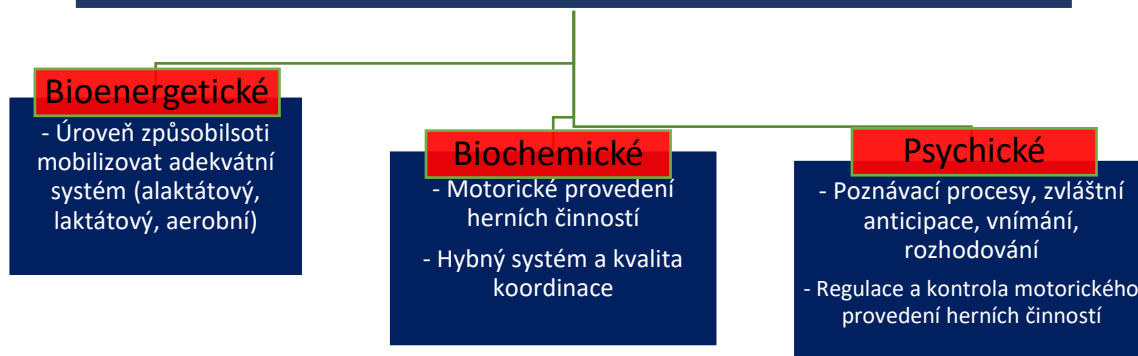 Bioenergetické
- Úroveň způsobilsoti
mobilizovat adekvátní
systém (alaktátový,
laktátový, aerobní)
Biochemické
- Motorické provedení
herních činností
- Hybný systém a kvalita
koordinace
Psychické
- Poznávací procesy, zvláštní
anticipace, vnímání,
rozhodování
- Regulace a kontrola motorického
provedení herních činností